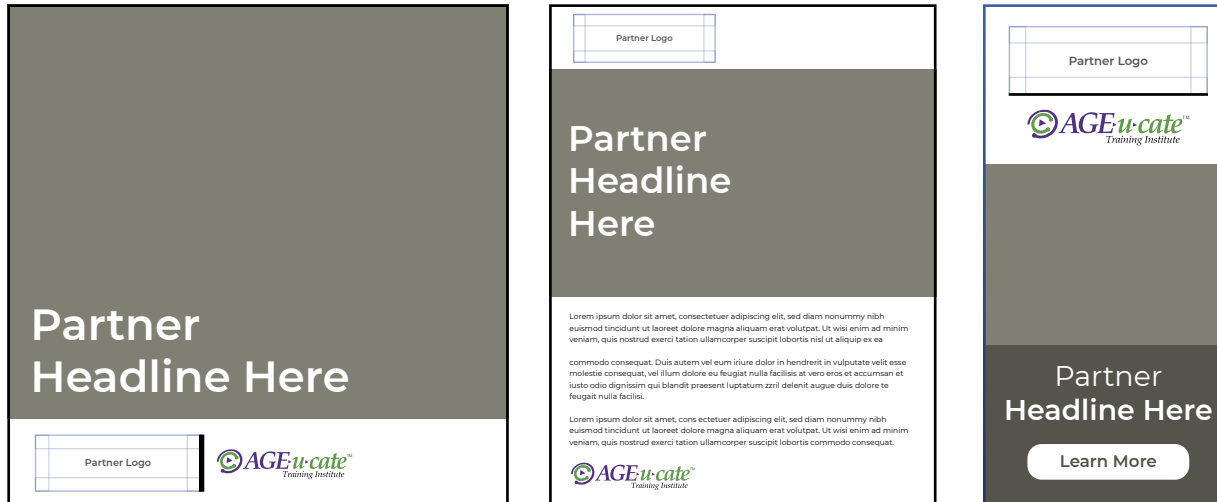 Partner
Headline Here
Partner Logo
AGE·u·cate™
Training Institute
Partner Logo
Partner
Headline
Here
Lorem ipsum dolor sit amet, consectetuer adipiscing elit, sed diam nonummy nibh
euismod tincidunt ut laoreet dolore magna aliquam erat volutpat. Ut wisi enim ad minim
veniam, quis nostrud exerci tation ullamcorper suscipit lobortis nisl ut aliquip ex ea
commodo consequat. Duis autem vel eum iriure dolor in hendrerit in vulputate velit esse
molestie consequat, vel illum dolore eu feugiat nulla facilisis at vero eros et accumsan et
iusto odio dignissim qui blandit praesent luptatum zzril delenit augue duis dolore te
feugait nulla facilisi.
Lorem ipsum dolor sit amet, cons ectetuer adipiscing elit, sed diam nonummy nibh
euismod tincidunt ut laoreet dolore magna aliquam erat volutpat. Ut wisi enim ad minim
veniam, quis nostrud exerci tation ullamcorper suscipit lobortis commodo consequat.
AGE·u·cate™
Training Institute
Partner Logo
AGE·u·cate™
Training Institute
Partner
Headline Here
Learn More